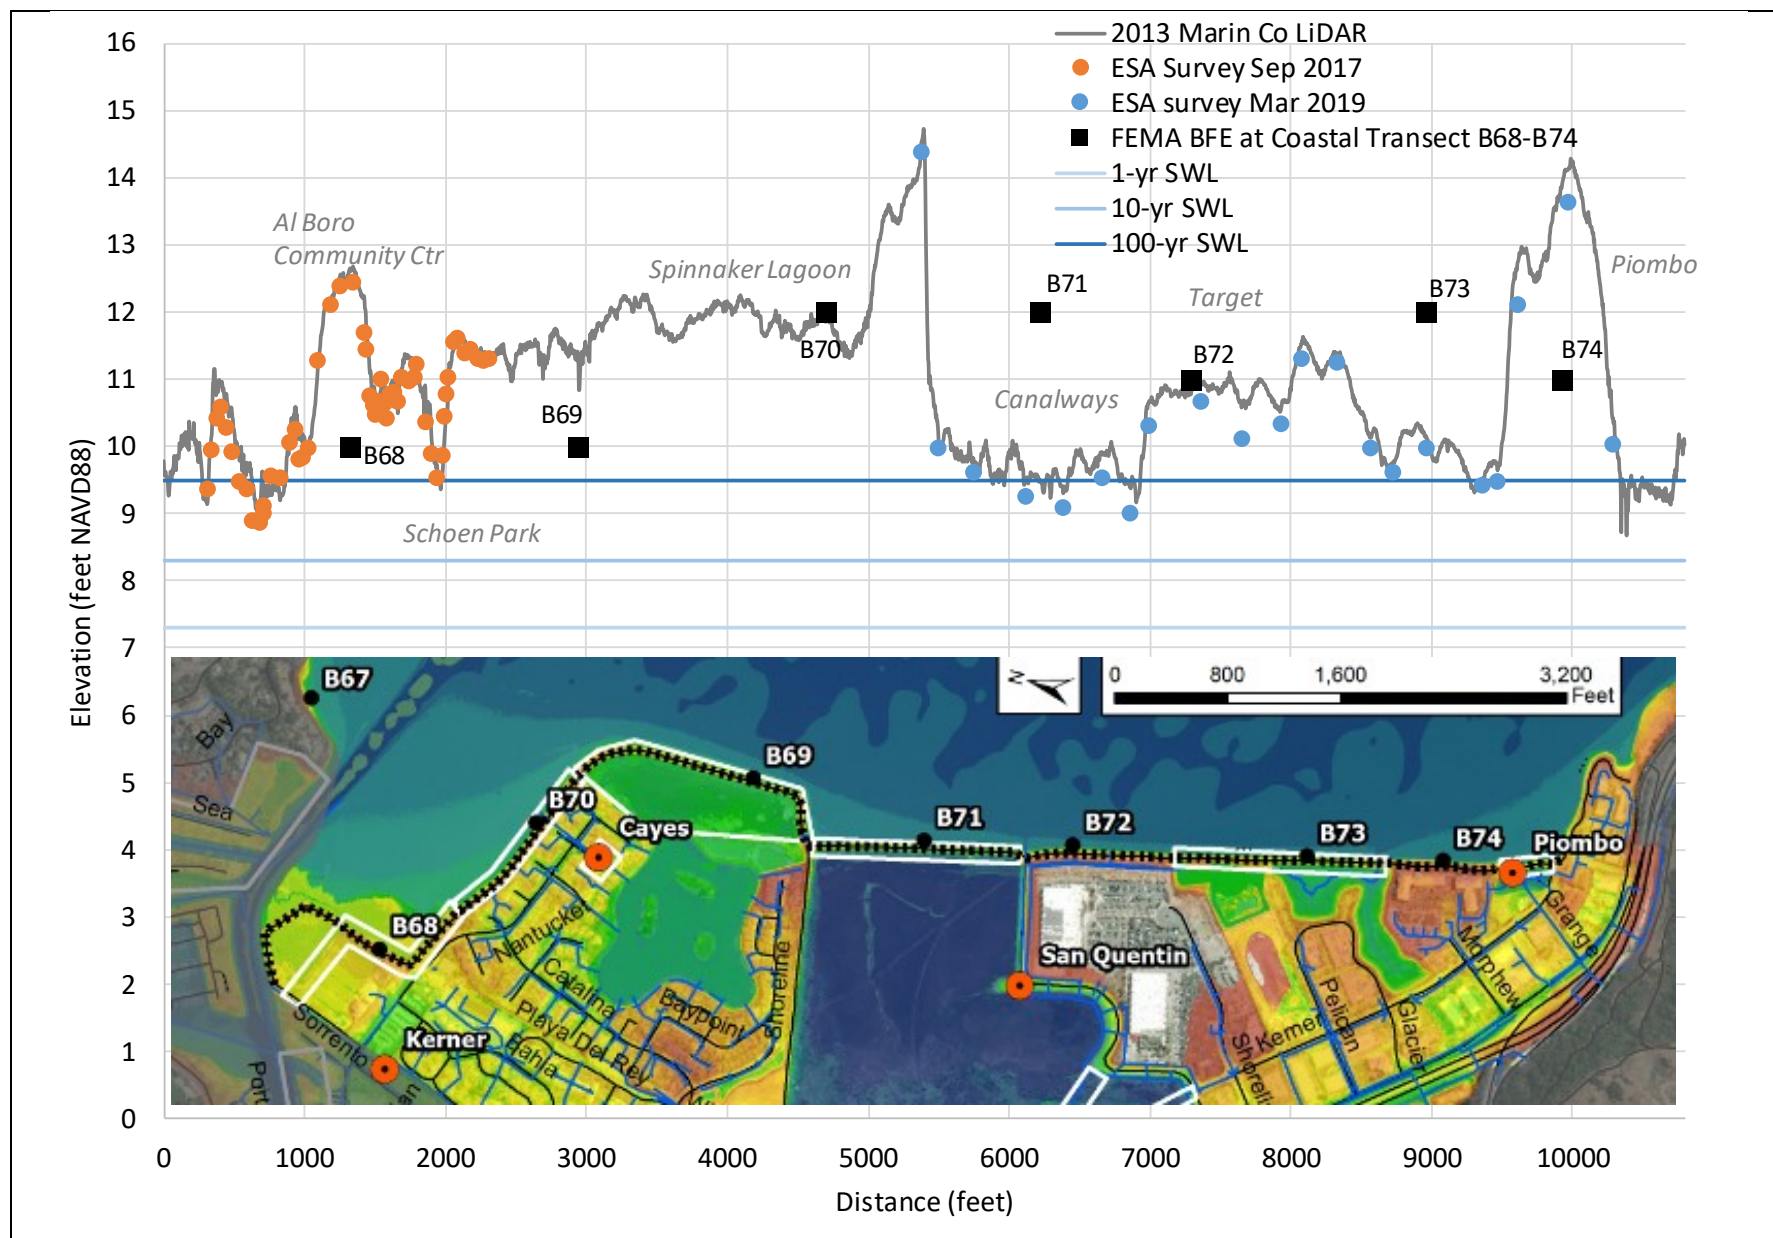 2013 Marin Co LiDAR
ESA Survey Sep 2017
ESA survey Mar 2019
FEMA BFE at Coastal Transect B68-B74
1-yr SWL
10-yr SWL
100-yr SWL
16
15
14
13
12
11
10
9
8
7
6
5
4
3
2
1
0
Elevation (feet NAVD88)
Al Boro
Community Ctr
Spinnaker Lagoon
Piombo
B71
Target
B73
B70
B72
B74
Canalways
B69
B68
Schoen Park
B67
N
0 800 1,600 3,200
Feet
Bay
Sea
B69
B70
Cayes
B71
B72
B73
B74
Piombo
B68
Nantucket
Grange
Morphew
San Quentin
Catalina
Baypoint
Shoreline
Pelican
Glacier
Sorrento
Playa Del Rey
Kerner
Kerner
Bahia
Port
0 1000 2000 3000 4000 5000 6000 7000 8000 9000 10000
Distance (feet)